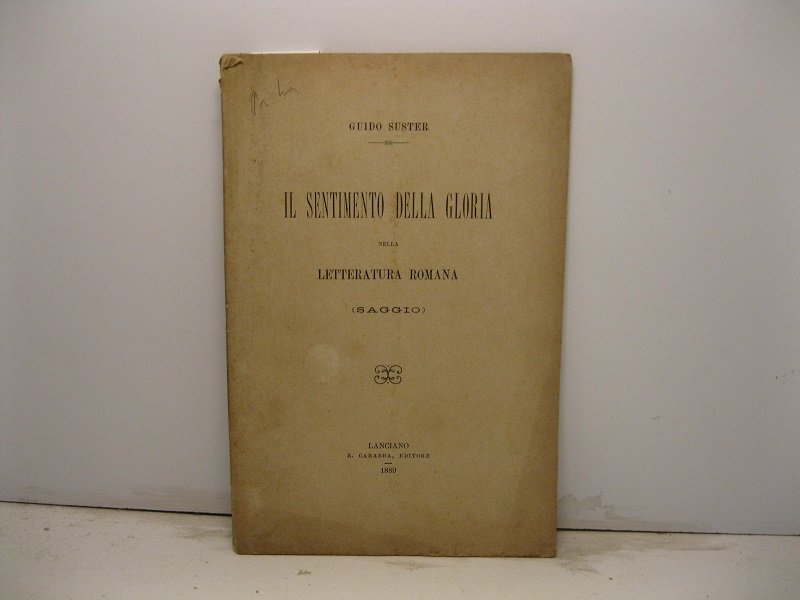 GUIDO SUSTER
IL SENTIMENTO DELLA GLORIA
NELLA
LETTERATURA ROMANA
(SAGGIO)
LANCIANO
R. CARABBA, EDITORE
1889